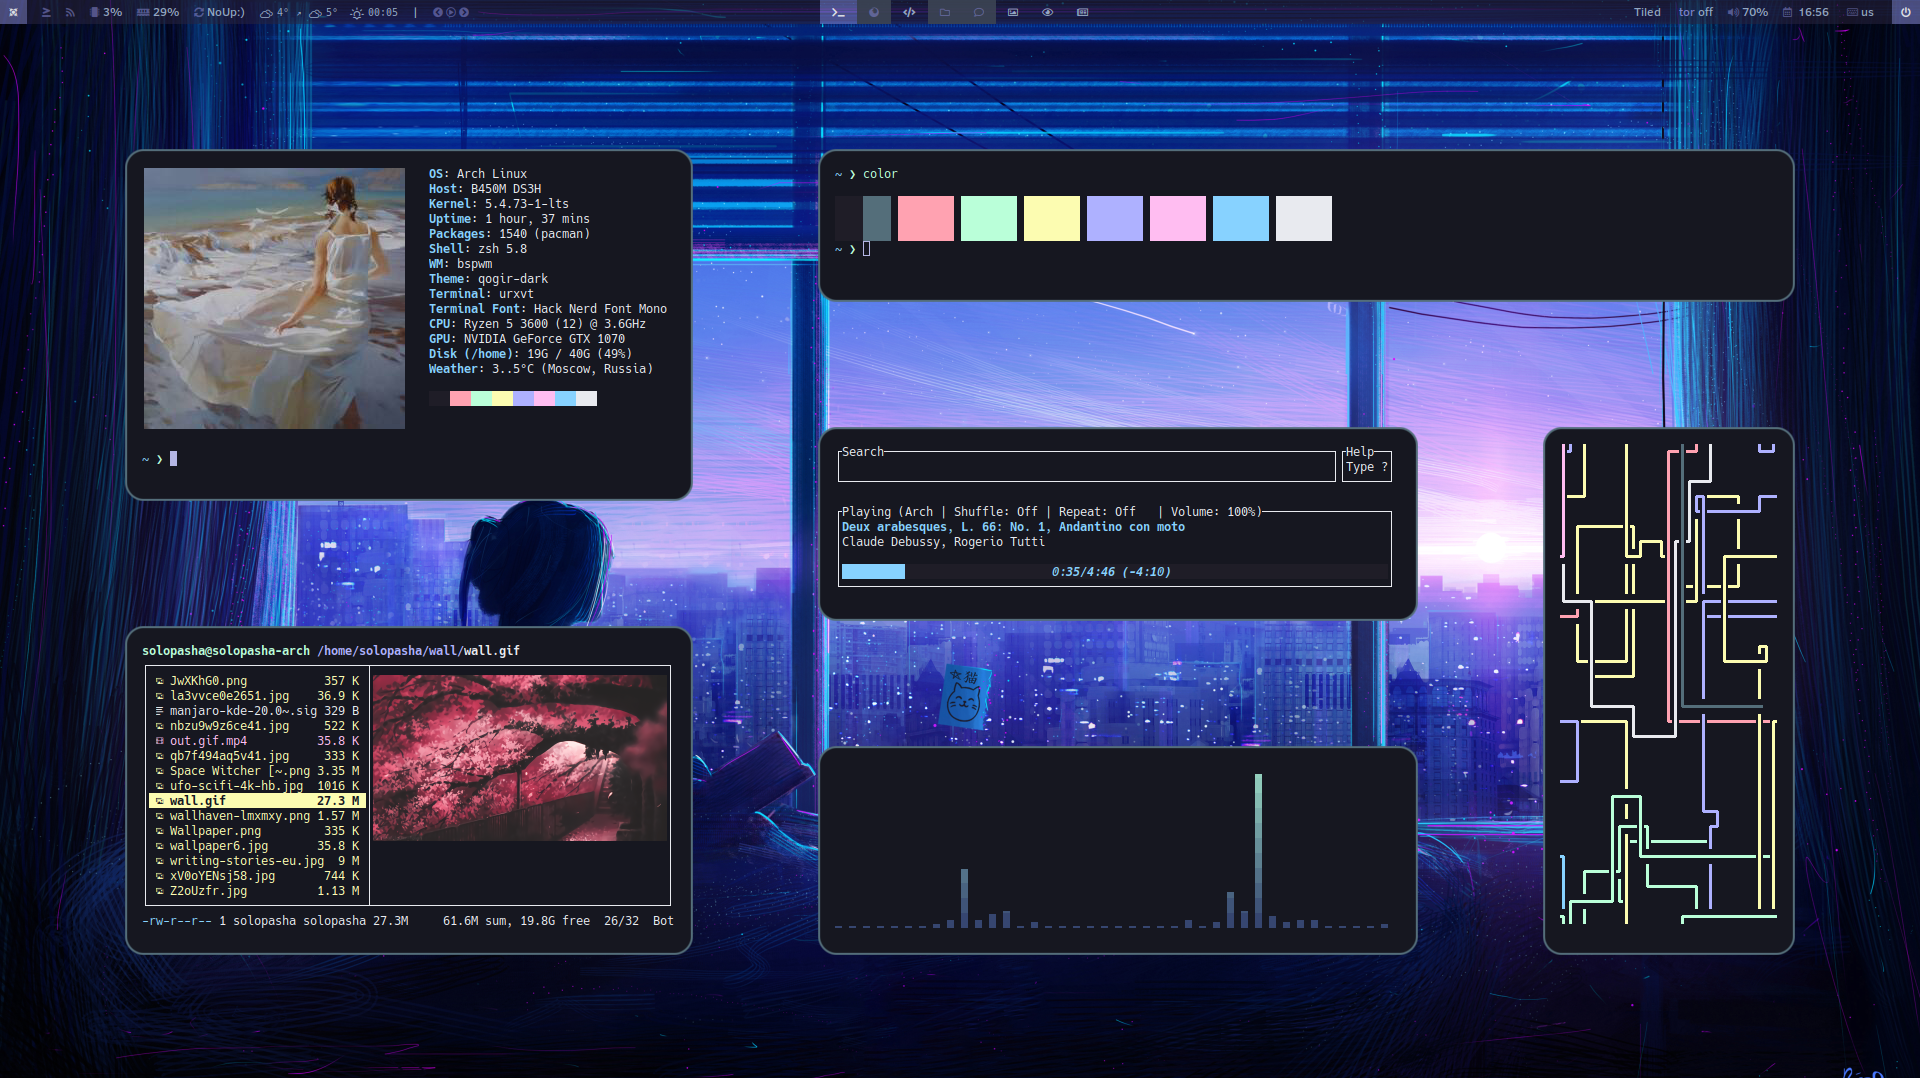 3% 29% NoUp:) 4° 5° 00:05 |
Tiled tor off 70% 16:56 us
OS: Arch Linux
Host: B450M DS3H
Kernel: 5.4.73-1-lts
Uptime: 1 hour, 37 mins
Packages: 1540 (pacman)
Shell: zsh 5.8
WM: bspwm
Theme: qogir-dark
Terminal: urxvt
Terminal Font: Hack Nerd Font Mono
CPU: Ryzen 5 3600 (12) @ 3.6GHz
GPU: NVIDIA GeForce GTX 1070
Disk (/home): 19G / 40G (49%)
Weather: 3..5°C (Moscow, Russia)
~ ❯
~ ❯ color
~ ❯
Search
Help
Type ?
Playing (Arch | Shuffle: Off | Repeat: Off | Volume: 100%)
Deux arabesques, L. 66: No. 1, Andantino con moto
Claude Debussy, Rogerio Tutti
0:35/4:46 (-4:10)
solopasha@solopasha-arch /home/solopasha/wall/wall.gif
JwXKhG0.png 357 K
la3vvce0e2651.jpg 36.9 K
manjaro-kde-20.0~.sig 329 B
nbzu9w9z6ce41.jpg 522 K
out.gif.mp4 35.8 K
qb7f494aq5v41.jpg 333 K
Space Witcher [~.png 3.35 M
ufo-scifi-4k-hb.jpg 1016 K
wall.gif 27.3 M
wallhaven-lmxmxy.png 1.57 M
Wallpaper.png 335 K
wallpaper6.jpg 35.8 K
writing-stories-eu.jpg 9 M
xV0oYENsj58.jpg 744 K
Z2oUzfr.jpg 1.13 M
-rw-r--r-- 1 solopasha solopasha 27.3M 61.6M sum, 19.8G free 26/32 Bot